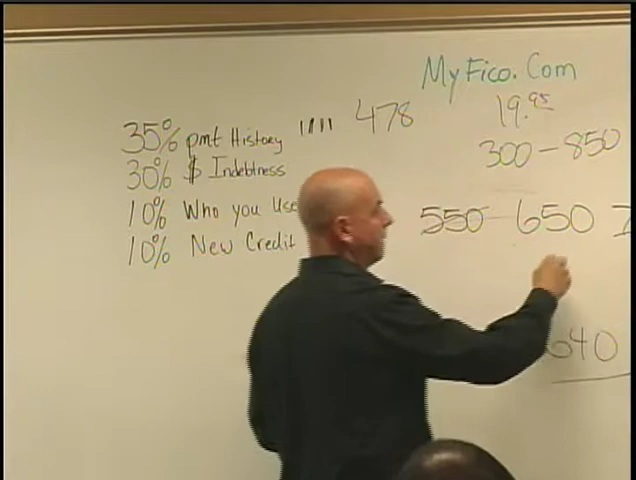 MyFico.Com
19.95
300 - 850
35% pmt History IIII 478
30% $ Indebtness
10% Who you Use
10% New Credit
550 - 650
640